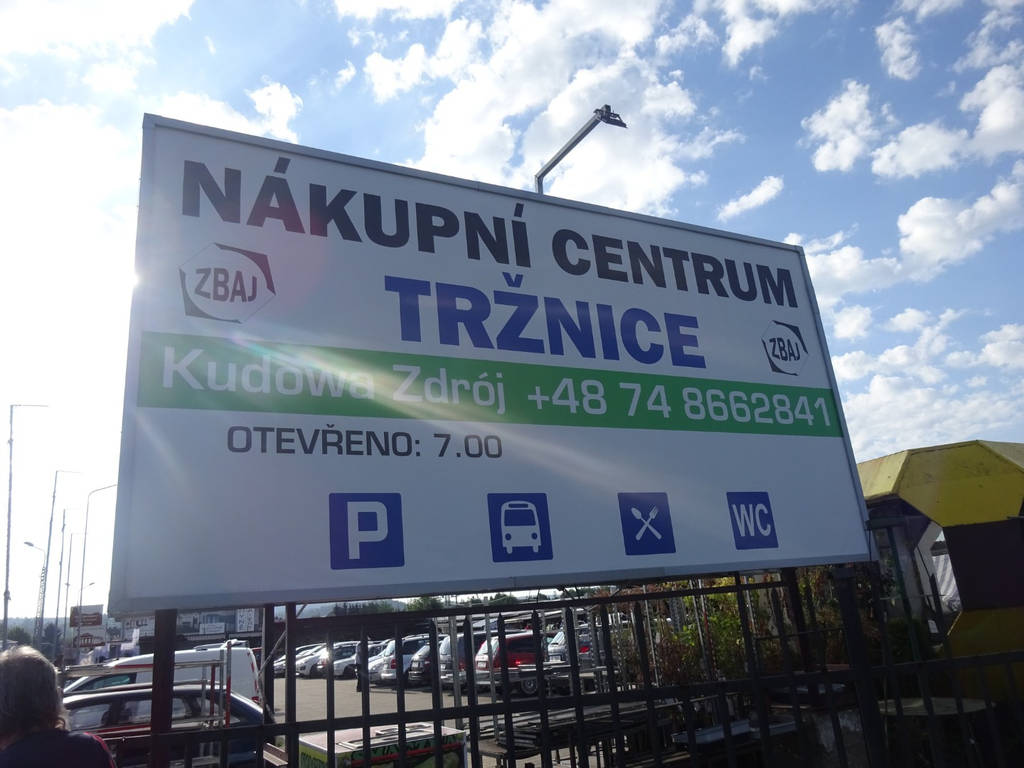 NÁKUPNÍ CENTRUM
ZBAJ
TRŽNICE
ZBAJ
Kudowa Zdrój +48 74 8662841
OTEVŘENO: 7.00
P
WC